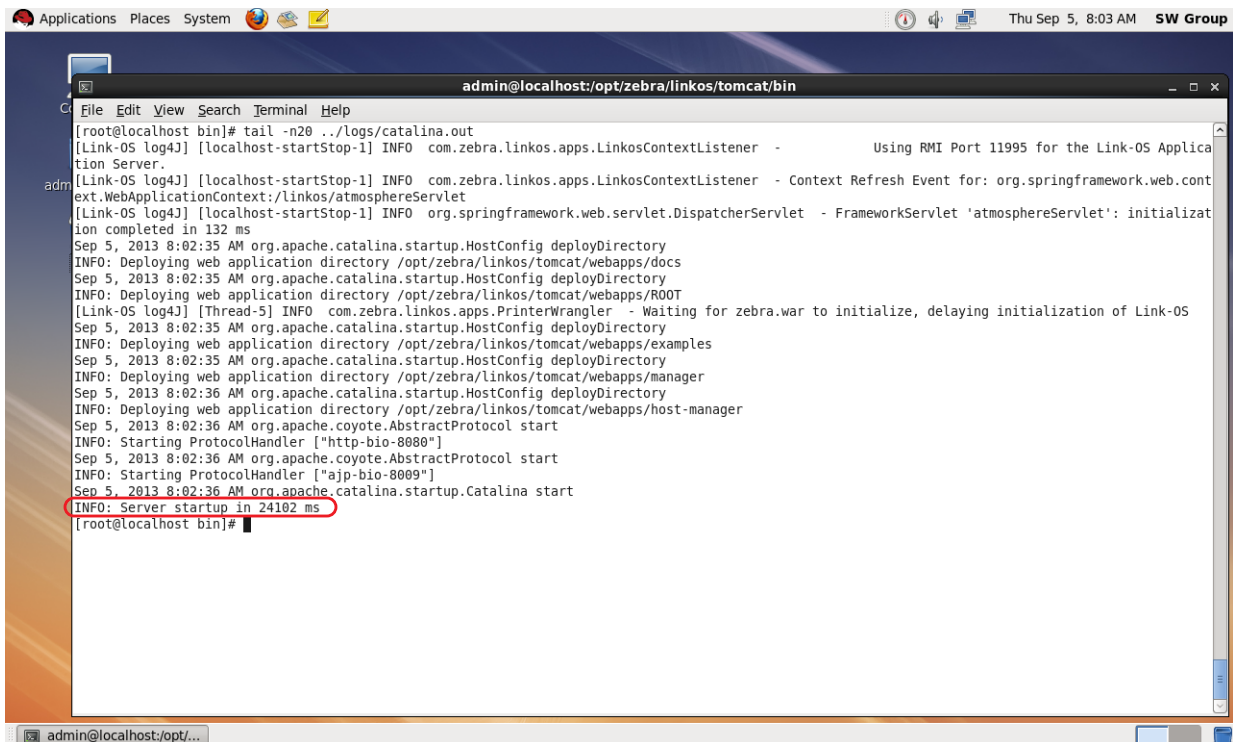 Applications Places System Thu Sep 5, 8:03 AM SW Group
admin@localhost:/opt/zebra/linkos/tomcat/bin
File Edit View Search Terminal Help
[root@localhost bin]# tail -n20 ../logs/catalina.out
[Link-OS log4J] [localhost-startStop-1] INFO com.zebra.linkos.apps.LinkosContextListener - Using RMI Port 11995 for the Link-OS Applica
tion Server.
[Link-OS log4J] [localhost-startStop-1] INFO com.zebra.linkos.apps.LinkosContextListener - Context Refresh Event for: org.springframework.web.cont
ext.WebApplicationContext:/linkos/atmosphereServlet
[Link-OS log4J] [localhost-startStop-1] INFO org.springframework.web.servlet.DispatcherServlet - FrameworkServlet 'atmosphereServlet': initializat
ion completed in 132 ms
Sep 5, 2013 8:02:35 AM org.apache.catalina.startup.HostConfig deployDirectory
INFO: Deploying web application directory /opt/zebra/linkos/tomcat/webapps/docs
Sep 5, 2013 8:02:35 AM org.apache.catalina.startup.HostConfig deployDirectory
INFO: Deploying web application directory /opt/zebra/linkos/tomcat/webapps/ROOT
[Link-OS log4J] [Thread-5] INFO com.zebra.linkos.apps.PrinterWrangler - Waiting for zebra.war to initialize, delaying initialization of Link-OS
Sep 5, 2013 8:02:35 AM org.apache.catalina.startup.HostConfig deployDirectory
INFO: Deploying web application directory /opt/zebra/linkos/tomcat/webapps/examples
Sep 5, 2013 8:02:35 AM org.apache.catalina.startup.HostConfig deployDirectory
INFO: Deploying web application directory /opt/zebra/linkos/tomcat/webapps/manager
Sep 5, 2013 8:02:36 AM org.apache.catalina.startup.HostConfig deployDirectory
INFO: Deploying web application directory /opt/zebra/linkos/tomcat/webapps/host-manager
Sep 5, 2013 8:02:36 AM org.apache.coyote.AbstractProtocol start
INFO: Starting ProtocolHandler ["http-bio-8080"]
Sep 5, 2013 8:02:36 AM org.apache.coyote.AbstractProtocol start
INFO: Starting ProtocolHandler ["ajp-bio-8009"]
Sep 5, 2013 8:02:36 AM org.apache.catalina.startup.Catalina start
INFO: Server startup in 24102 ms
[root@localhost bin]#
admin@localhost:/opt/...